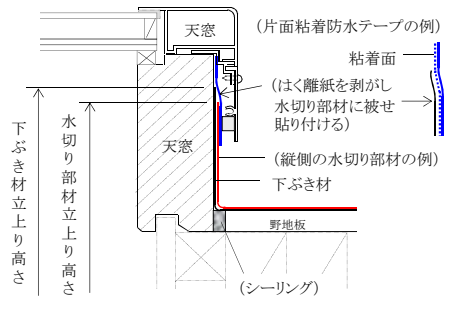 天窓
（片面粘着防水テープの例）
粘着面
（はく離紙を剥がし
水切り部材に被せ
貼り付ける）
天窓
（縦側の水切り部材の例）
下ぶき材
野地板
（シーリング）
下ぶき材立上り高さ
水切り部材立上り高さ